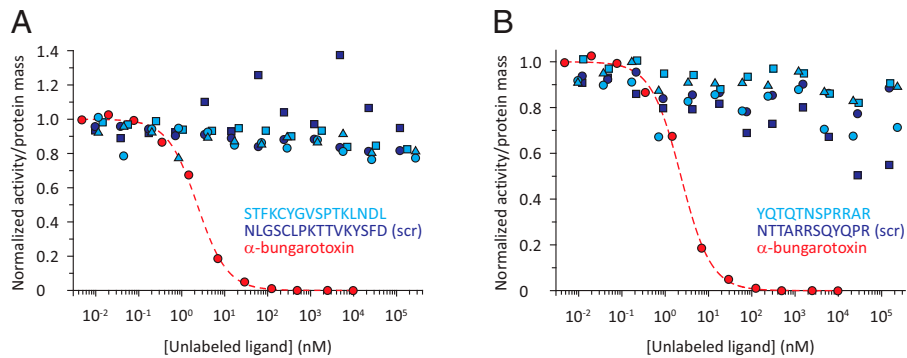 A
B
Normalized activity/protein mass
1.4
1.2
1.0
0.8
0.6
0.4
0.2
0
STFKCYGVSPTKLNDL
NLGSCLPKTTVKYSFD (scr)
α-bungarotoxin
10⁻² 10⁻¹ 10⁰ 10¹ 10² 10³ 10⁴ 10⁵
[Unlabeled ligand] (nM)
Normalized activity/protein mass
1.0
0.8
0.6
0.4
0.2
0
YQTQTNSPRRAR
NTTARRSQYQPR (scr)
α-bungarotoxin
10⁻² 10⁻¹ 10⁰ 10¹ 10² 10³ 10⁴ 10⁵
[Unlabeled ligand] (nM)